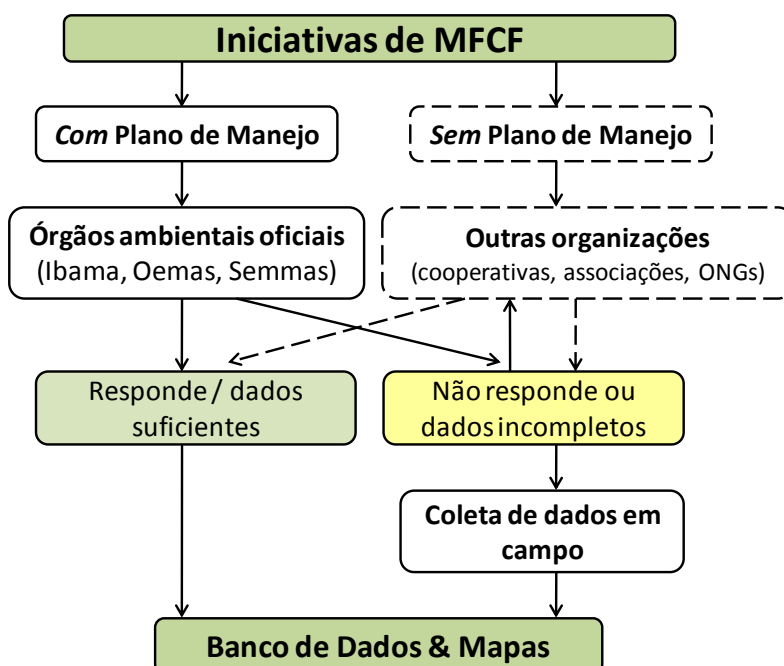 Iniciativas de MFCF
Com Plano de Manejo
Sem Plano de Manejo
Órgãos ambientais oficiais
(Ibama, Oemas, Semmas)
Outras organizações
(cooperativas, associações, ONGs)
Responde / dados
suficientes
Não responde ou
dados incompletos
Coleta de dados em
campo
Banco de Dados & Mapas